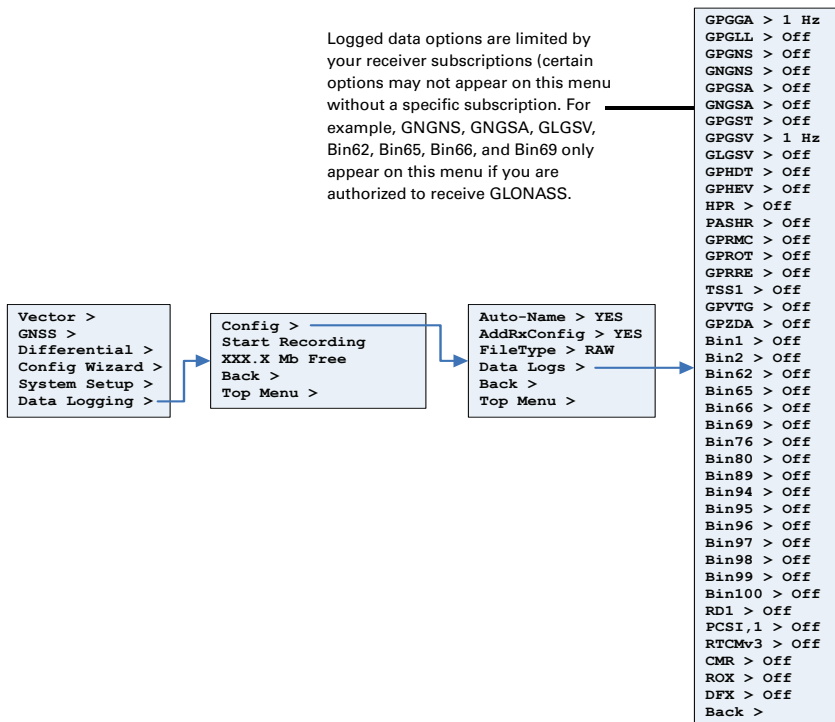 Logged data options are limited by
your receiver subscriptions (certain
options may not appear on this menu
without a specific subscription. For
example, GNGNS, GNGSA, GLGSV,
Bin62, Bin65, Bin66, and Bin69 only
appear on this menu if you are
authorized to receive GLONASS.
Vector >
GNSS >
Differential >
Config Wizard >
System Setup >
Data Logging >
Config >
Start Recording
XXX.X Mb Free
Back >
Top Menu >
Auto-Name > YES
AddRxConfig > YES
FileType > RAW
Data Logs >
Back >
Top Menu >
GPGGA > 1 Hz
GPGLL > Off
GPGNS > Off
GNGNS > Off
GPGSA > Off
GNGSA > Off
GPGST > Off
GPGSV > 1 Hz
GLGSV > Off
GPHDT > Off
GPHEV > Off
HPR > Off
PASHR > Off
GPRMC > Off
GPROT > Off
GPRRE > Off
TSS1 > Off
GPVTG > Off
GPZDA > Off
Bin1 > Off
Bin2 > Off
Bin62 > Off
Bin65 > Off
Bin66 > Off
Bin69 > Off
Bin76 > Off
Bin80 > Off
Bin89 > Off
Bin94 > Off
Bin95 > Off
Bin96 > Off
Bin97 > Off
Bin98 > Off
Bin99 > Off
Bin100 > Off
RD1 > Off
PCSI,1 > Off
RTCMv3 > Off
CMR > Off
ROX > Off
DFX > Off
Back >